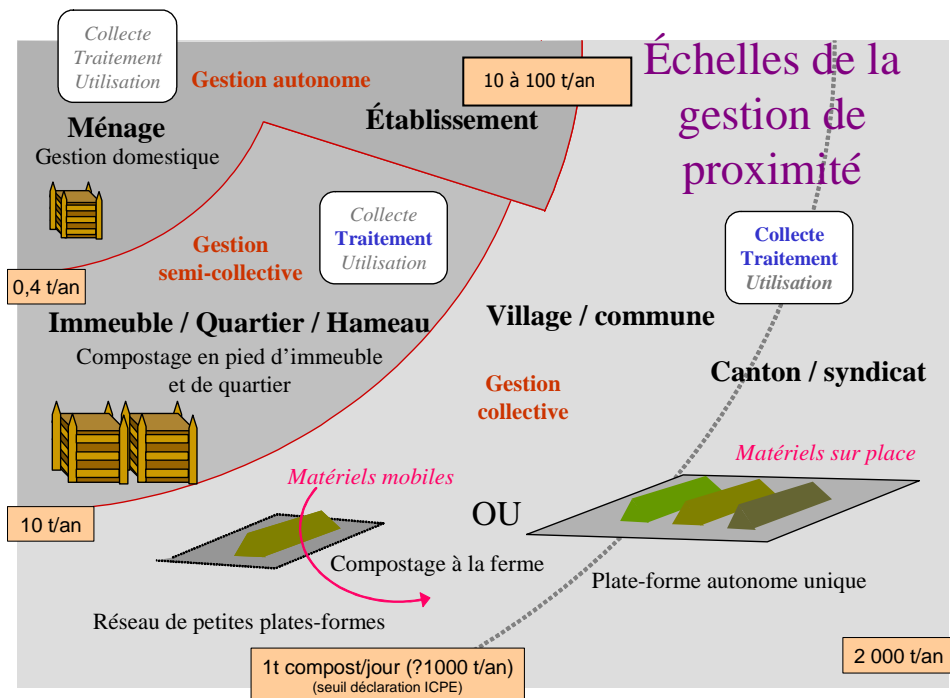 Échelles de la
gestion de
proximité
Collecte
Traitement
Utilisation
Gestion autonome
10 à 100 t/an
Ménage
Gestion domestique
Établissement
0,4 t/an
Gestion
semi-collective
Collecte
Traitement
Utilisation
Immeuble / Quartier / Hameau
Compostage en pied d’immeuble
et de quartier
10 t/an
Collecte
Traitement
Utilisation
Village / commune
Canton / syndicat
Gestion
collective
Matériels mobiles
OU
Matériels sur place
Compostage à la ferme
Plate-forme autonome unique
Réseau de petites plates-formes
1t compost/jour (?1000 t/an)
(seuil déclaration ICPE)
2 000 t/an